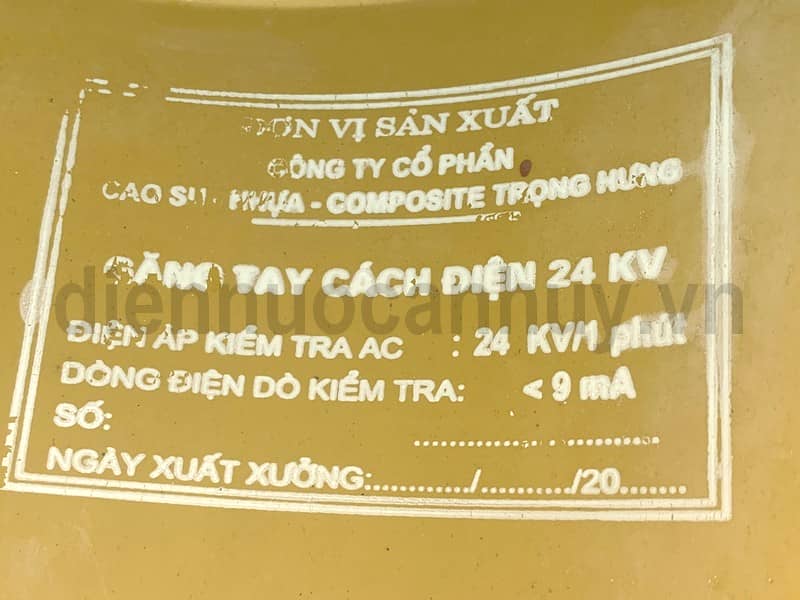 ĐƠN VỊ SẢN XUẤT
CÔNG TY CỔ PHẦN
CAO SU - NHỰA - COMPOSITE TRỌNG HƯNG
GĂNG TAY CÁCH ĐIỆN 24 KV
diennuocanhuy.vn
ĐIỆN ÁP KIỂM TRA AC : 24 KV/1 phút
DÒNG ĐIỆN DÒ KIỂM TRA: < 9 mA
SỐ: ..............................
NGÀY XUẤT XƯỞNG:.........../.........../20.......